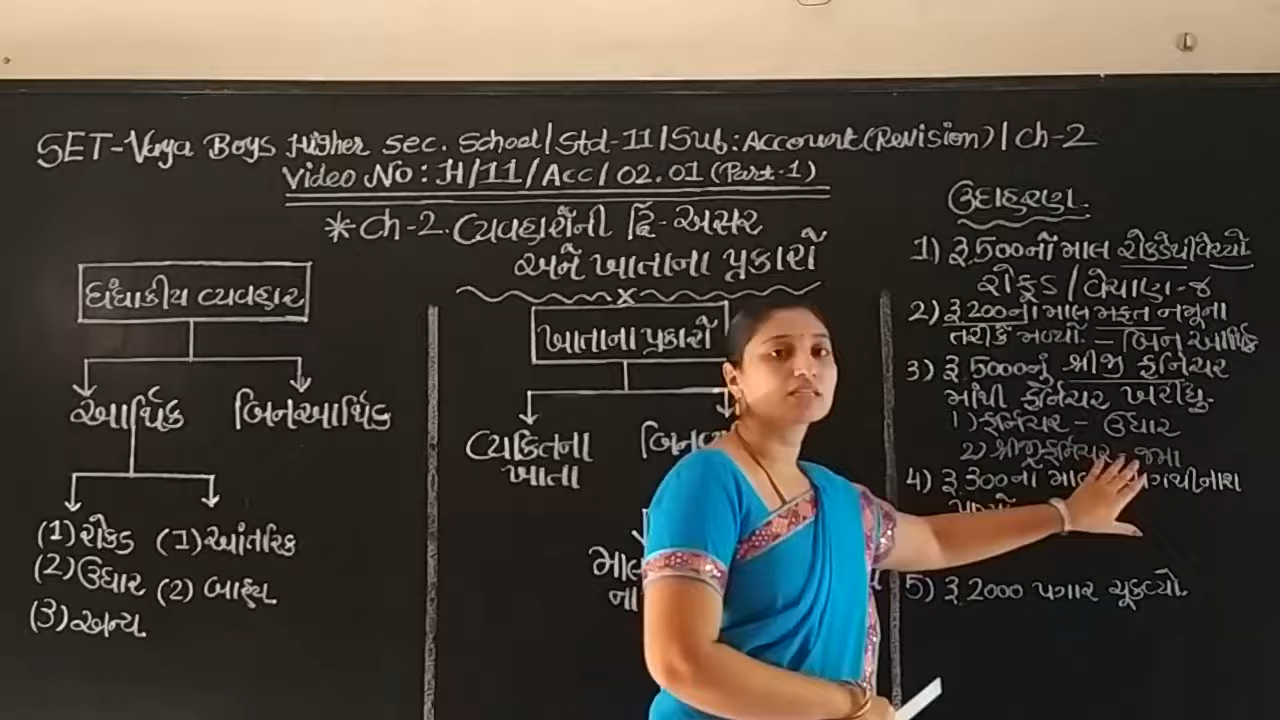 SET-Vaya Boys Higher Sec. School/Std-11/Sub: Account (Revision)/Ch-2
Video No: H/11/Acc/02.01 (Part-1)
*Ch-2. વ્યવહારોની દ્વિ-અસર
અને ખાતાના પ્રકારો
x
ધંધાકીય વ્યવહાર
આર્થિક બિનઆર્થિક
(1) રોકડ (1) આંતરિક
(2) ઉધાર (2) બાહ્ય
(3) અન્ય
ખાતાના પ્રકારો
વ્યકિતના
ખાતા
માલ
ના
ઉદાહરણ
1) રૂ.500નો માલ રોકડેથી વેચ્યો
રોકડ / વેચાણ-જ
2) રૂ.200નો માલ મફત નમૂના
તરીકે મળ્યો. – બિન આર્થિક
3) રૂ.5000નું શ્રીજી ફર્નિચર
માંથી ફર્નિચર ખરીદ્યુ.
1) ફર્નિચર - ઉધાર
2) શ્રીજી ફર્નિચર - જમા
4) રૂ.300નો માલ
5) રૂ.2000 પગાર ચૂકવ્યો.